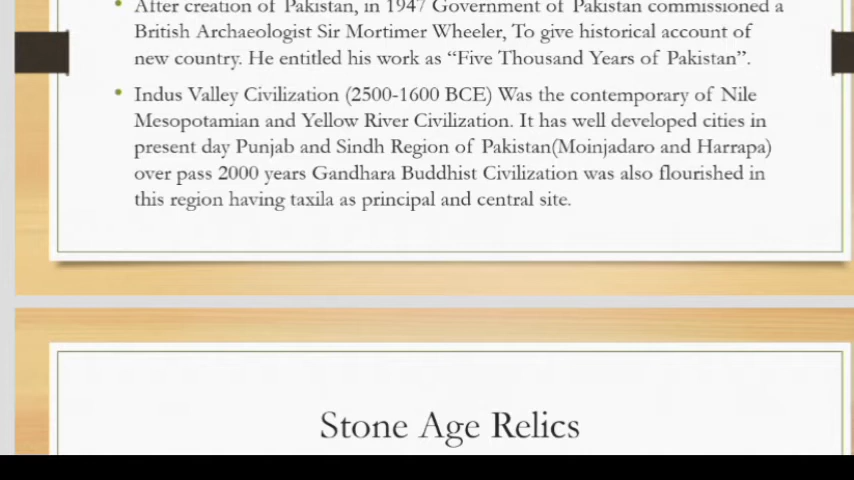 • After creation of Pakistan, in 1947 Government of Pakistan commissioned a
British Archaeologist Sir Mortimer Wheeler, To give historical account of
new country. He entitled his work as “Five Thousand Years of Pakistan”.
• Indus Valley Civilization (2500-1600 BCE) Was the contemporary of Nile
Mesopotamian and Yellow River Civilization. It has well developed cities in
present day Punjab and Sindh Region of Pakistan(Moinjadaro and Harrapa)
over pass 2000 years Gandhara Buddhist Civilization was also flourished in
this region having taxila as principal and central site.
Stone Age Relics